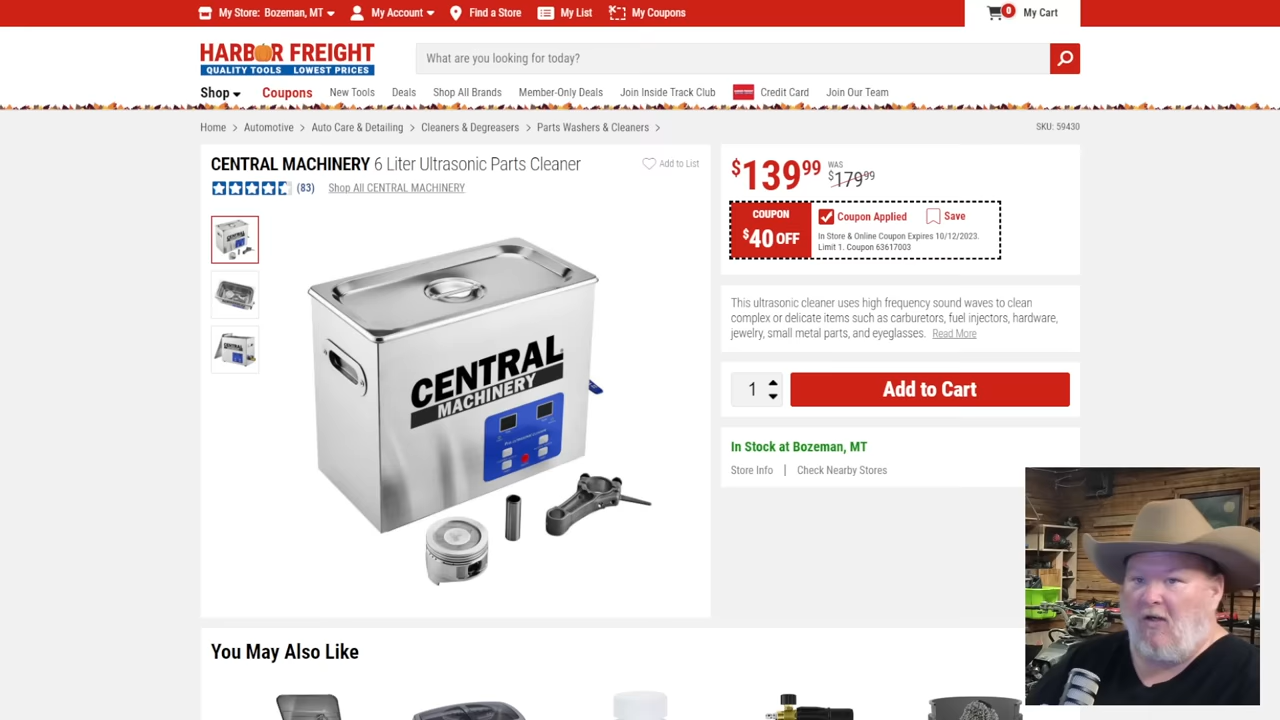 My Store: Bozeman, MT
My Account
Find a Store
My List
My Coupons
0
My Cart
HARBOR FREIGHT
QUALITY TOOLS LOWEST PRICES
What are you looking for today?
Shop
Coupons
New Tools
Deals
Shop All Brands
Member-Only Deals
Join Inside Track Club
Credit Card
Join Our Team
Home > Automotive > Auto Care & Detailing > Cleaners & Degreasers > Parts Washers & Cleaners >
SKU: 59430
CENTRAL MACHINERY 6 Liter Ultrasonic Parts Cleaner
Add to List
(83)
Shop All CENTRAL MACHINERY
CENTRAL
MACHINERY
$139 99
WAS
$179 99
COUPON
$40 OFF
Coupon Applied
Save
In Store & Online Coupon Expires 10/12/2023.
Limit 1. Coupon 63617003
This ultrasonic cleaner uses high frequency sound waves to clean
complex or delicate items such as carburetors, fuel injectors, hardware,
jewelry, small metal parts, and eyeglasses. Read More
1
Add to Cart
In Stock at Bozeman, MT
Store Info | Check Nearby Stores
You May Also Like